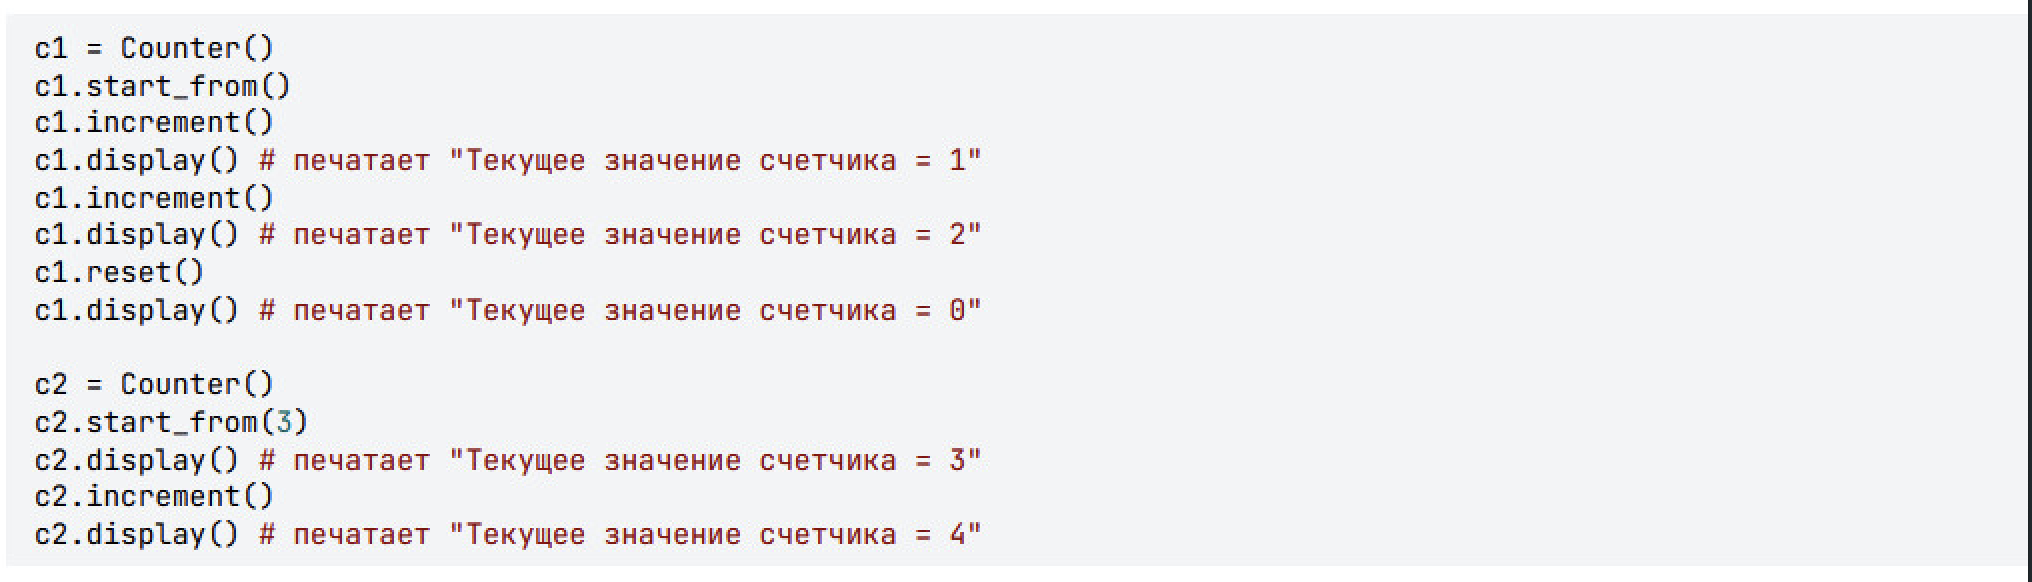 c1 = Counter()
c1.start_from()
c1.increment()
c1.display() # печатает "Текущее значение счетчика = 1"
c1.increment()
c1.display() # печатает "Текущее значение счетчика = 2"
c1.reset()
c1.display() # печатает "Текущее значение счетчика = 0"
c2 = Counter()
c2.start_from(3)
c2.display() # печатает "Текущее значение счетчика = 3"
c2.increment()
c2.display() # печатает "Текущее значение счетчика = 4"